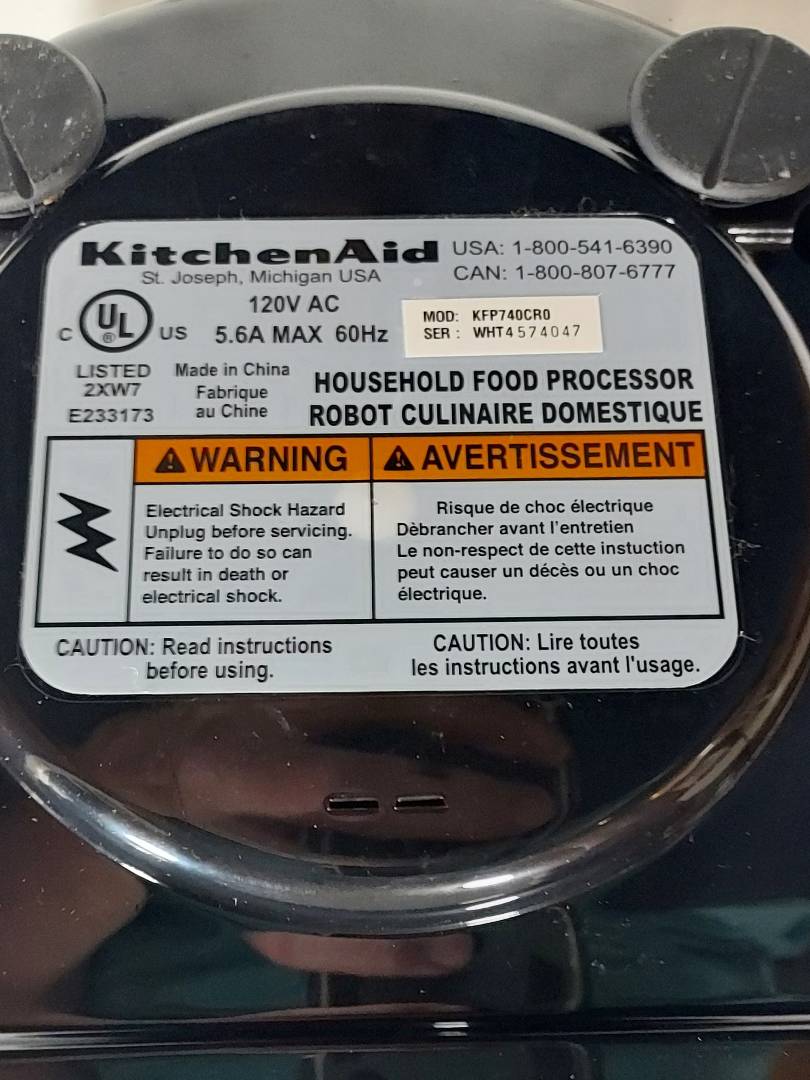 KitchenAid
St. Joseph, Michigan USA
USA: 1-800-541-6390
CAN: 1-800-807-6777
120V AC
5.6A MAX 60Hz
MOD: KFP740CR0
SER : WHT4574047
C UL ® US
LISTED
2XW7
E233173
Made in China
Fabrique
au Chine
HOUSEHOLD FOOD PROCESSOR
ROBOT CULINAIRE DOMESTIQUE
WARNING
Electrical Shock Hazard
Unplug before servicing.
Failure to do so can
result in death or
electrical shock.
AVERTISSEMENT
Risque de choc électrique
Dèbrancher avant l'entretien
Le non-respect de cette instuction
peut causer un décès ou un choc
électrique.
CAUTION: Read instructions
before using.
CAUTION: Lire toutes
les instructions avant l'usage.